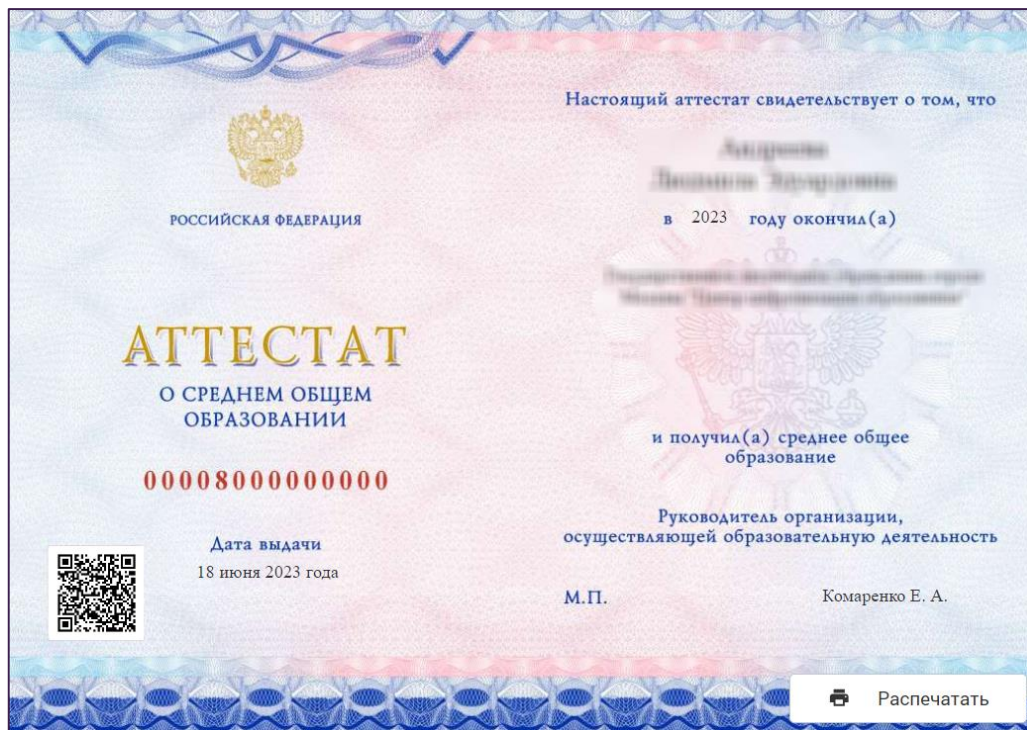 РОССИЙСКАЯ ФЕДЕРАЦИЯ
АТТЕСТАТ
О СРЕДНЕМ ОБЩЕМ
ОБРАЗОВАНИИ
00008000000000
Дата выдачи
18 июня 2023 года
Настоящий аттестат свидетельствует о том, что
в 2023 году окончил(а)
и получил(а) среднее общее
образование
Руководитель организации,
осуществляющей образовательную деятельность
М.П. Комаренко Е. А.
Распечатать